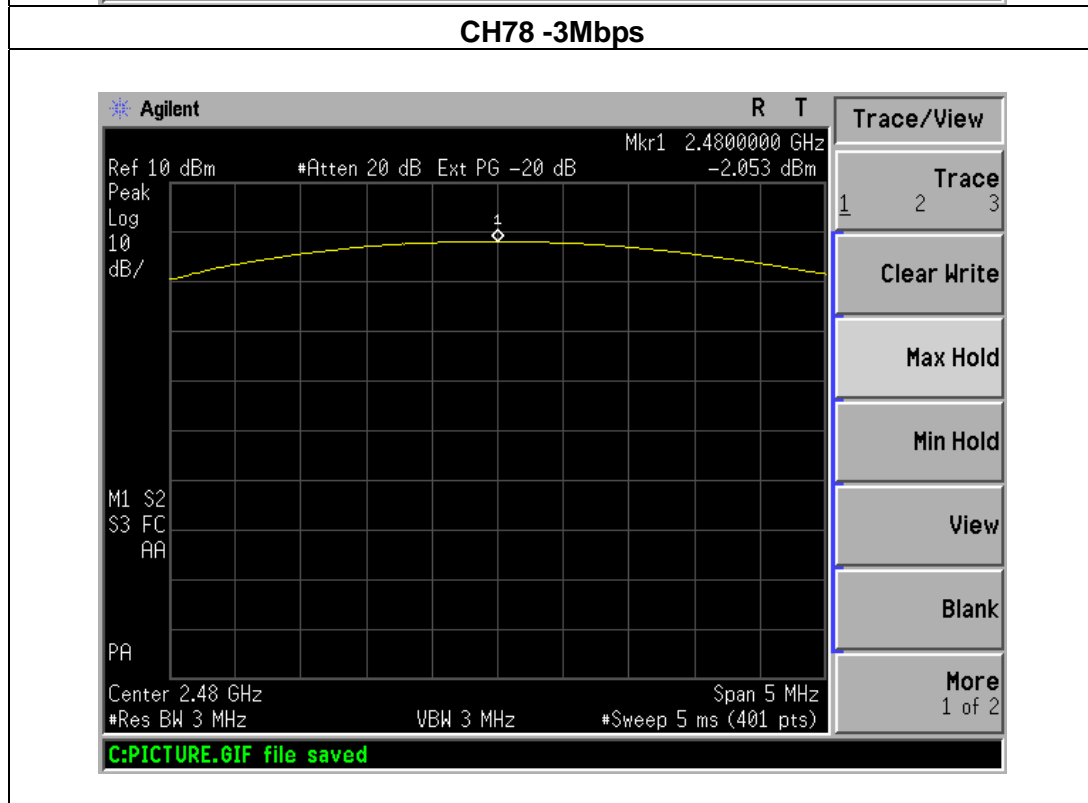 CH78 -3Mbps
Agilent R T
Mkr1 2.4800000 GHz
Ref 10 dBm #Atten 20 dB Ext PG -20 dB -2.053 dBm
Peak
Log
10
dB/
1
M1 S2
S3 FC
AA
PA
Center 2.48 GHz Span 5 MHz
#Res BW 3 MHz VBW 3 MHz #Sweep 5 ms (401 pts)
C:PICTURE.GIF file saved
Trace/View
Trace
1 2 3
Clear Write
Max Hold
Min Hold
View
Blank
More
1 of 2